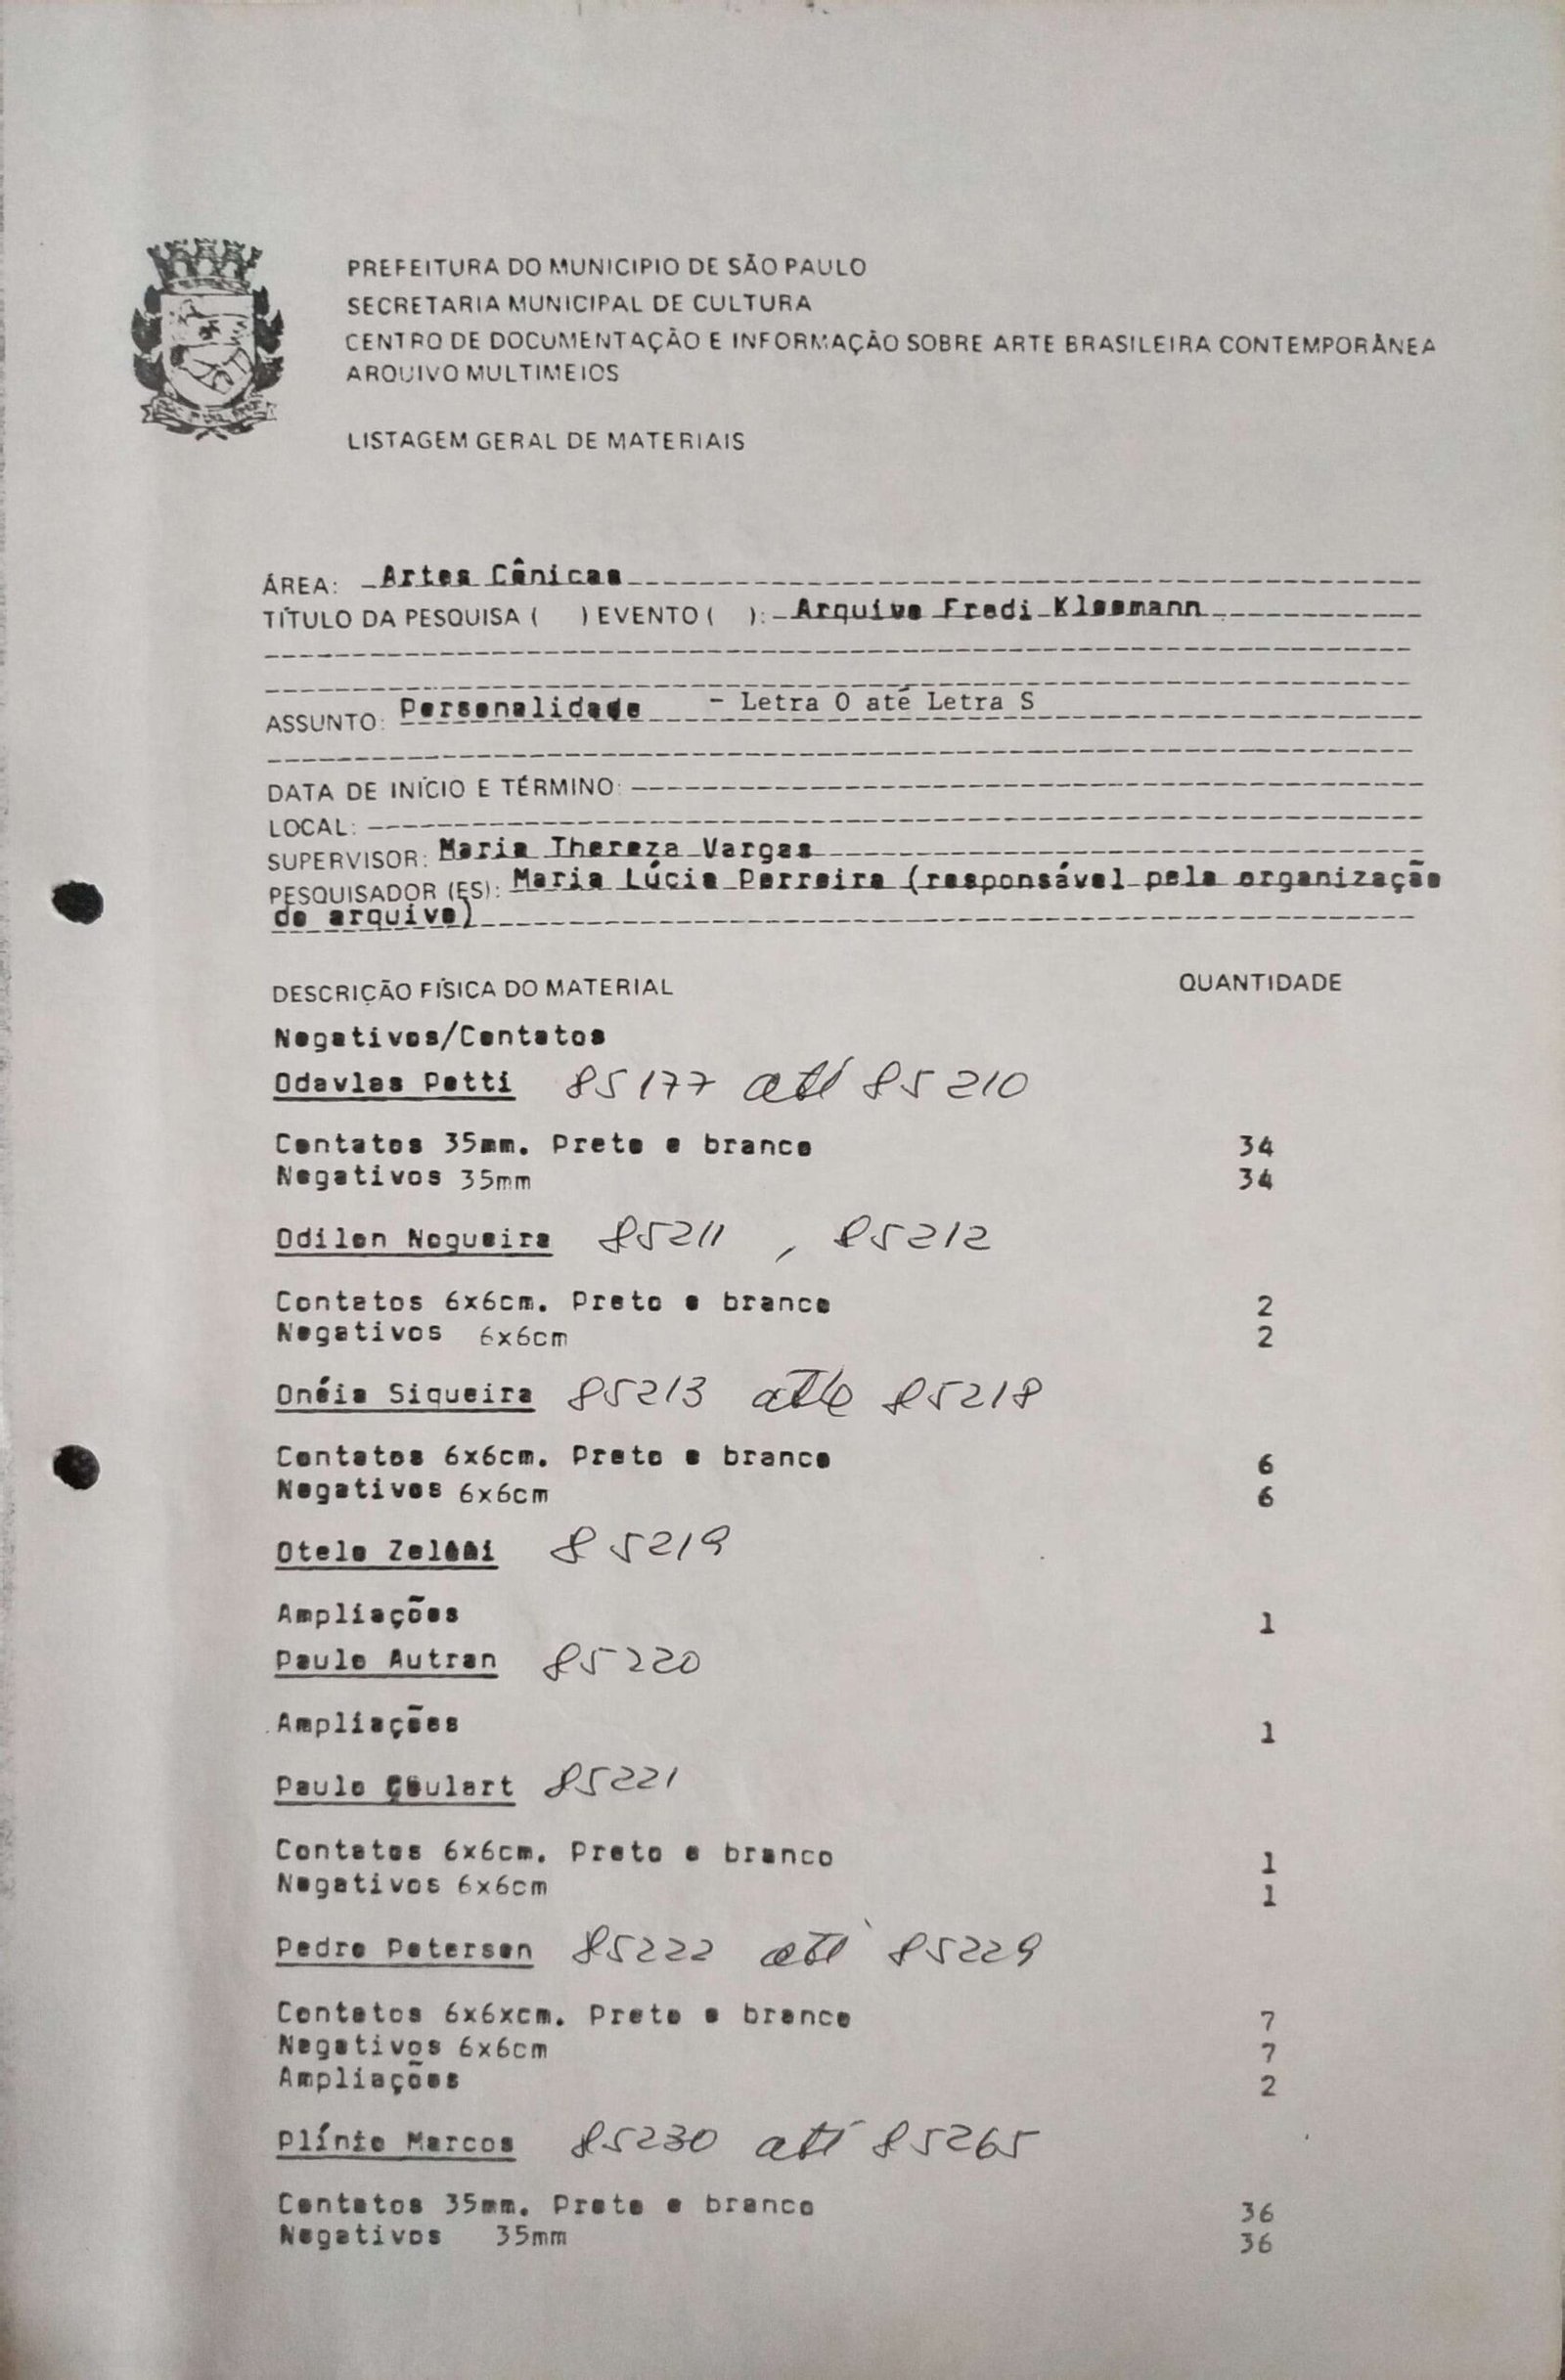 PREFEITURA DO MUNICIPIO DE SÃO PAULO
SECRETARIA MUNICIPAL DE CULTURA
CENTRO DE DOCUMENTAÇÃO E INFORMAÇÃO SOBRE ARTE BRASILEIRA CONTEMPORÂNEA
ARQUIVO MULTIMEIOS
LISTAGEM GERAL DE MATERIAIS
ÁREA: Artes Cênicas
TÍTULO DA PESQUISA ( ) EVENTO ( ): Arquivo Fredi Kleemann
ASSUNTO: Personalidade - Letra O até Letra S
DATA DE INÍCIO E TÉRMINO:
LOCAL:
SUPERVISOR: Maria Thereza Vargas
PESQUISADOR (ES): Maria Lúcia Perreira (responsável pela organização
do arquivo)
DESCRIÇÃO FÍSICA DO MATERIAL QUANTIDADE
Negativos/Contatos
Odavlas Petti 85177 até 85210
Contatos 35mm. Preto e branco 34
Negativos 35mm 34
Odilon Nogueira 85211 , 85212
Contatos 6x6cm. Preto e branco 2
Negativos 6x6cm 2
Onéia Siqueira 85213 até 85218
Contatos 6x6cm. Preto e branco 6
Negativos 6x6cm 6
Otelo 85219
Ampliações 1
Paulo Autran 85220
Ampliações 1
Paulo Goulart 85221
Contatos 6x6cm. Preto e branco 1
Negativos 6x6cm 1
Pedro Petersen 85222 até 85229
Contatos 6x6xcm. Preto e branco 7
Negativos 6x6cm 7
Ampliações 2
Plínio Marcos 85230 até 85265
Contatos 35mm. Preto e branco 36
Negativos 35mm 36